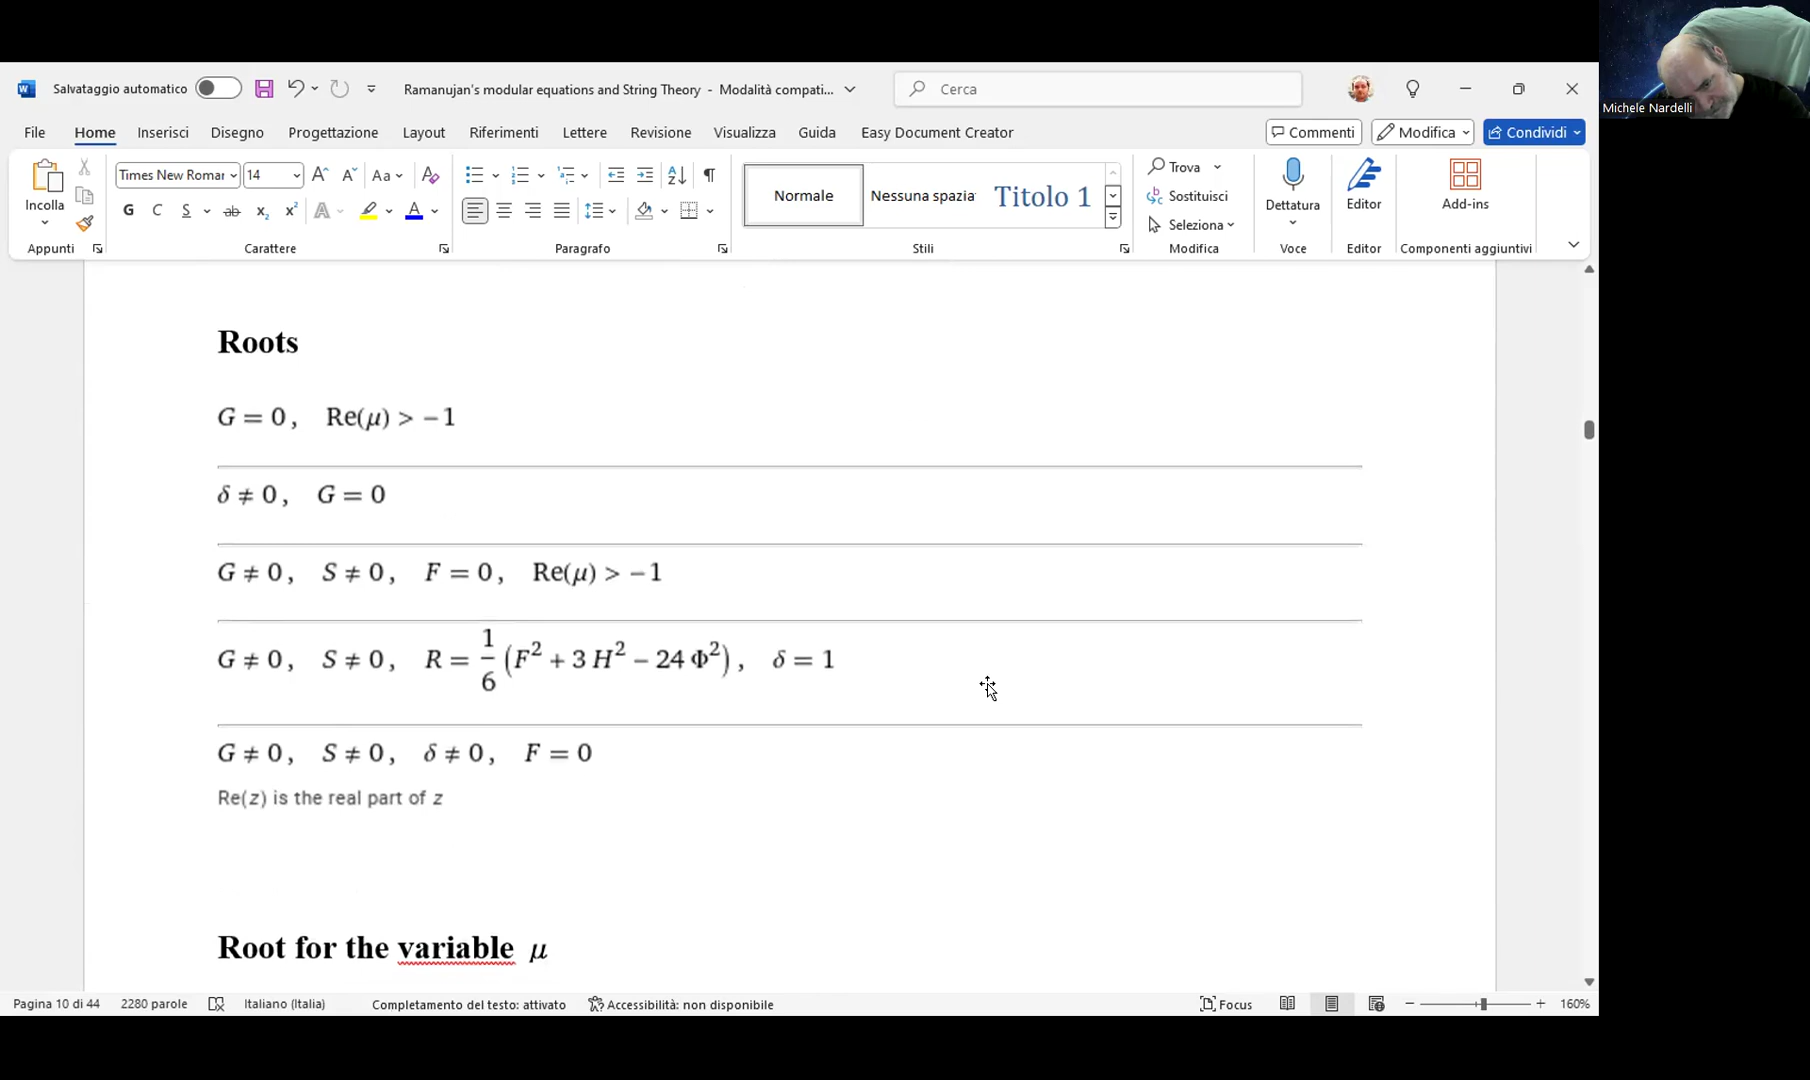 Salvataggio automatico
Ramanujan's modular equations and String Theory - Modalità compati...
Cerca
Michele Nardelli
File Home Inserisci Disegno Progettazione Layout Riferimenti Lettere Revisione Visualizza Guida Easy Document Creator
Commenti Modifica Condividi
Incolla
Times New Romar 14
Aa
G C S ab x₂ x² A A
Normale
Nessuna spazia
Titolo 1
Trova
Sostituisci
Seleziona
Dettatura
Editor
Add-ins
Appunti Carattere Paragrafo Stili Modifica Voce Editor Componenti aggiuntivi
Roots
G = 0, Re(μ) > −1
δ ≠ 0, G = 0
G ≠ 0, S ≠ 0, F = 0, Re(μ) > −1
G ≠ 0, S ≠ 0, R = 1/6 (F² + 3 H² − 24 Φ²), δ = 1
G ≠ 0, S ≠ 0, δ ≠ 0, F = 0
Re(z) is the real part of z
Root for the variable μ
Pagina 10 di 44 2280 parole Italiano (Italia) Completamento del testo: attivato Accessibilità: non disponibile Focus 160%